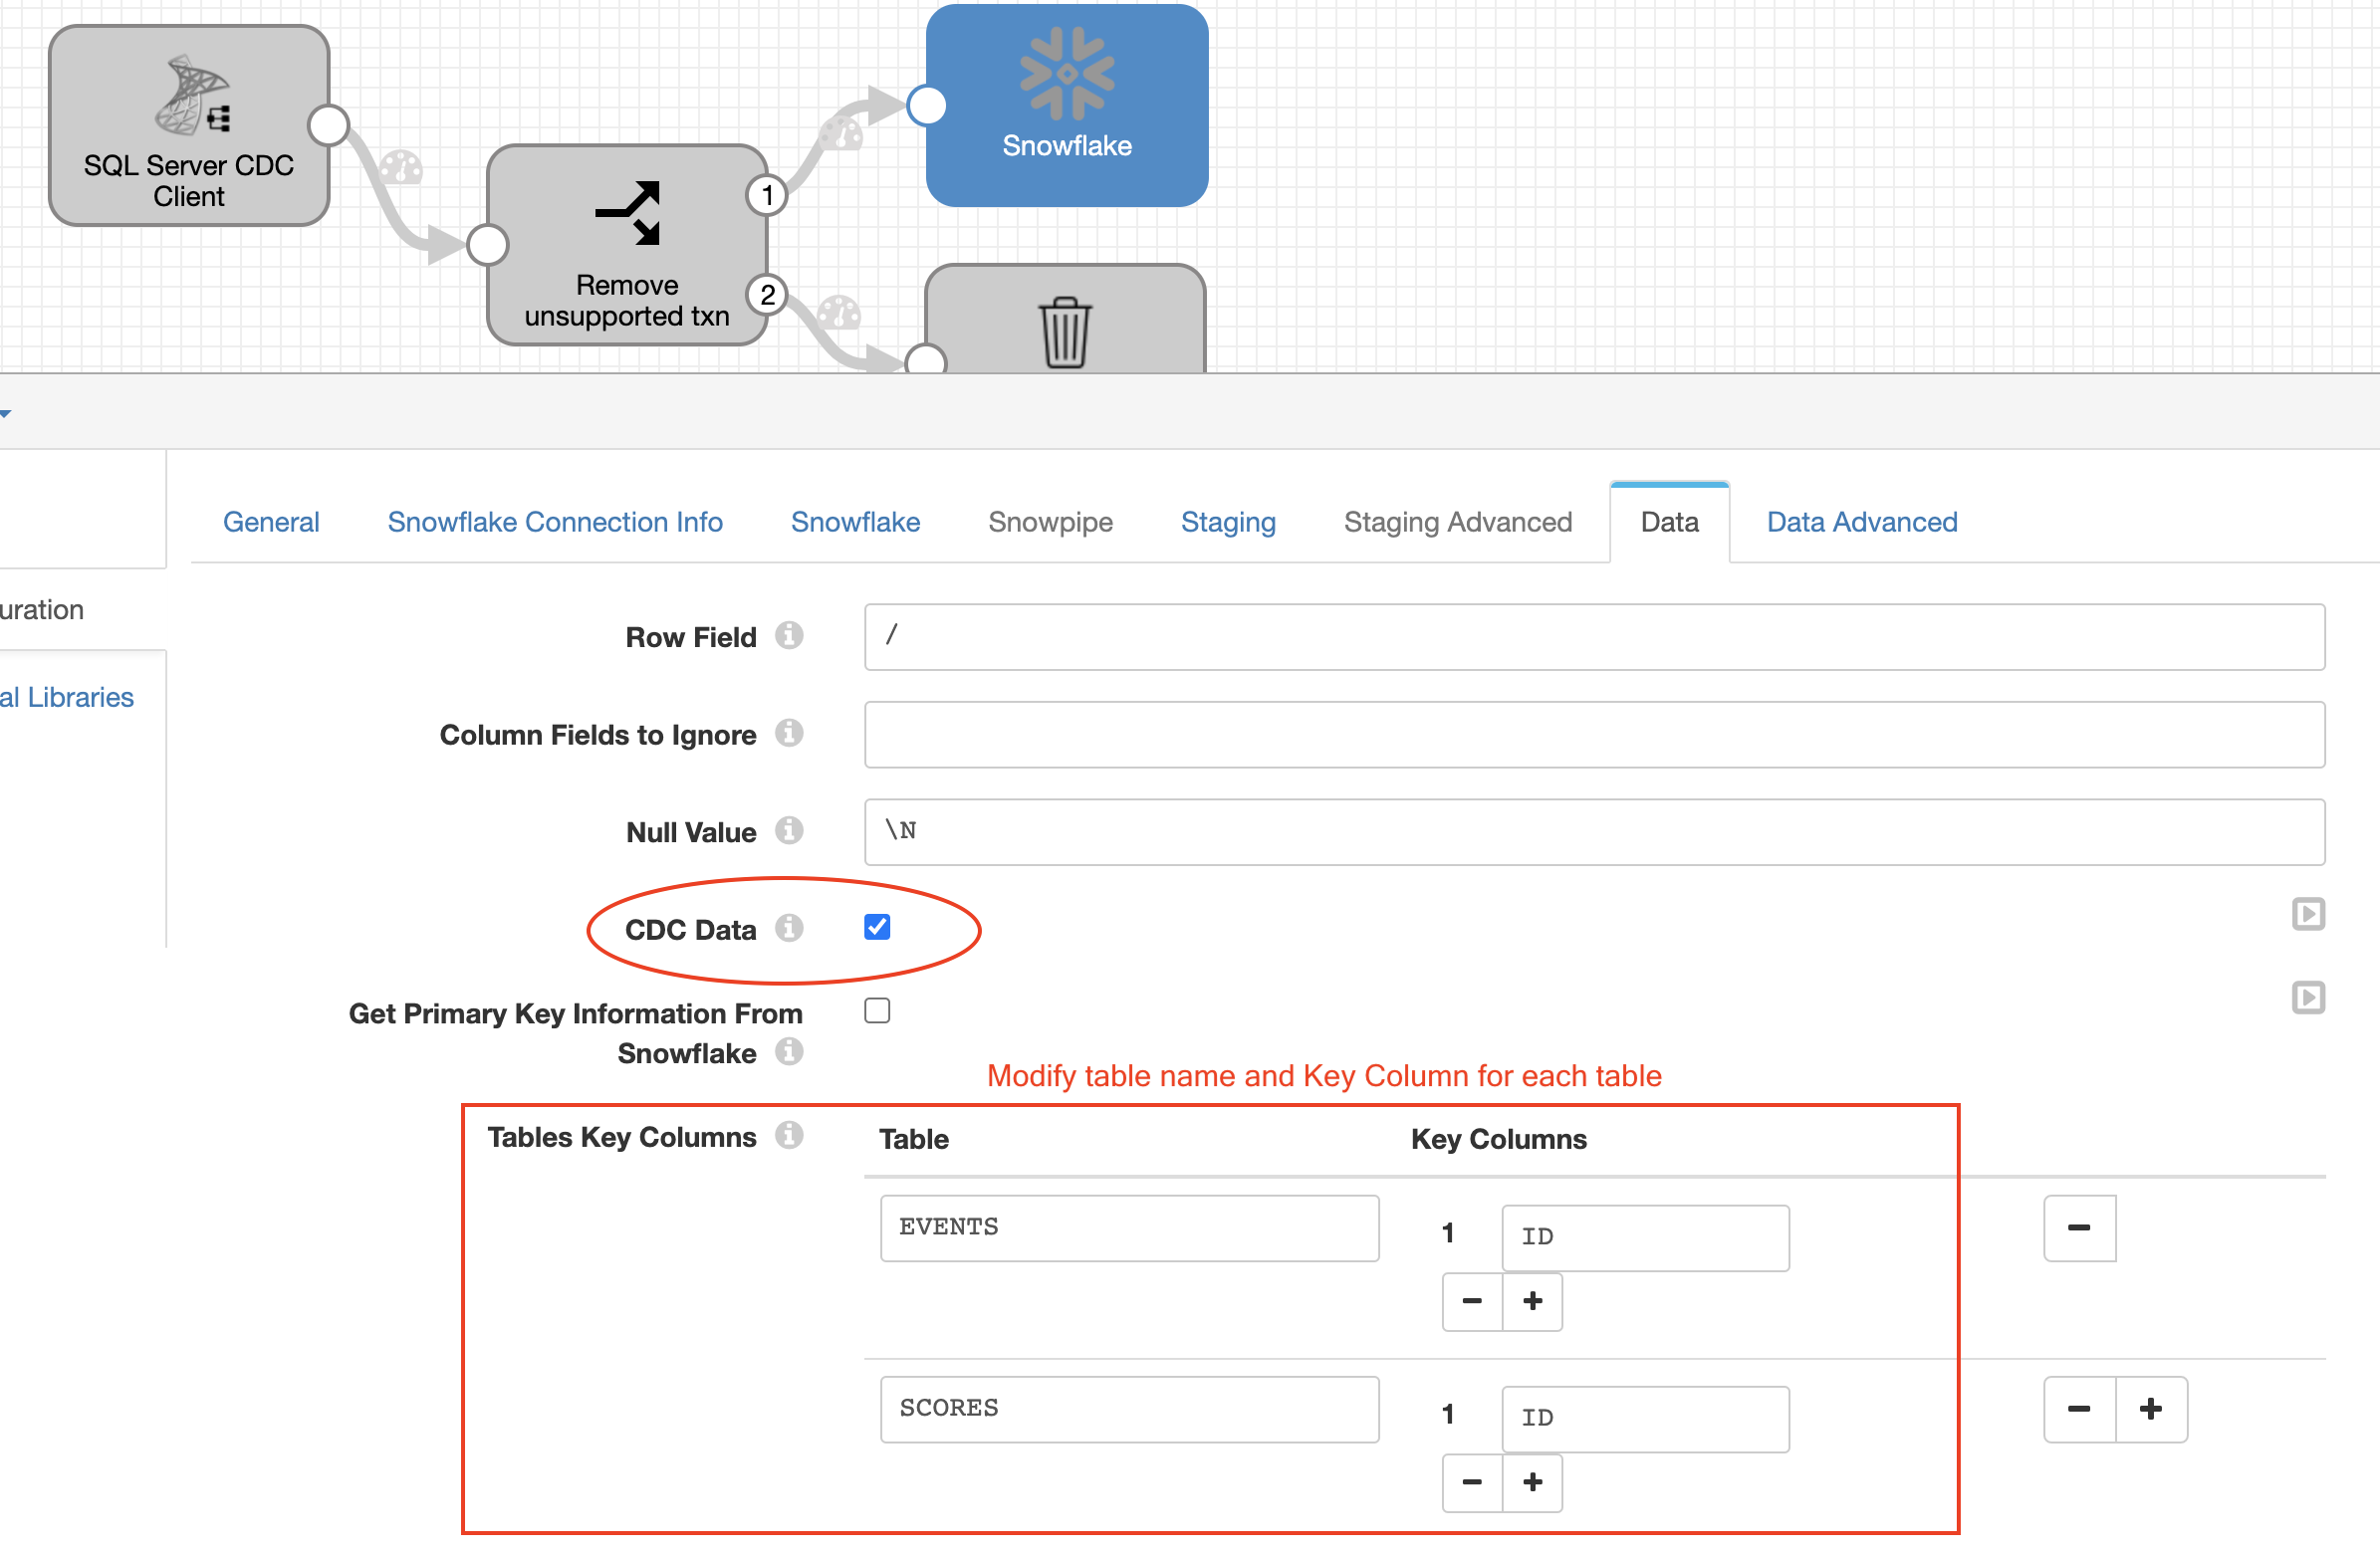 SQL Server CDC
Client
1
Remove
unsupported txn
2
Snowflake
General
Snowflake Connection Info
Snowflake
Snowpipe
Staging
Staging Advanced
Data
Data Advanced
uration
al Libraries
Row Field
/
Column Fields to Ignore
Null Value
\N
CDC Data
Get Primary Key Information From
Snowflake
Modify table name and Key Column for each table
Tables Key Columns
Table
Key Columns
EVENTS
1
ID
SCORES
1
ID